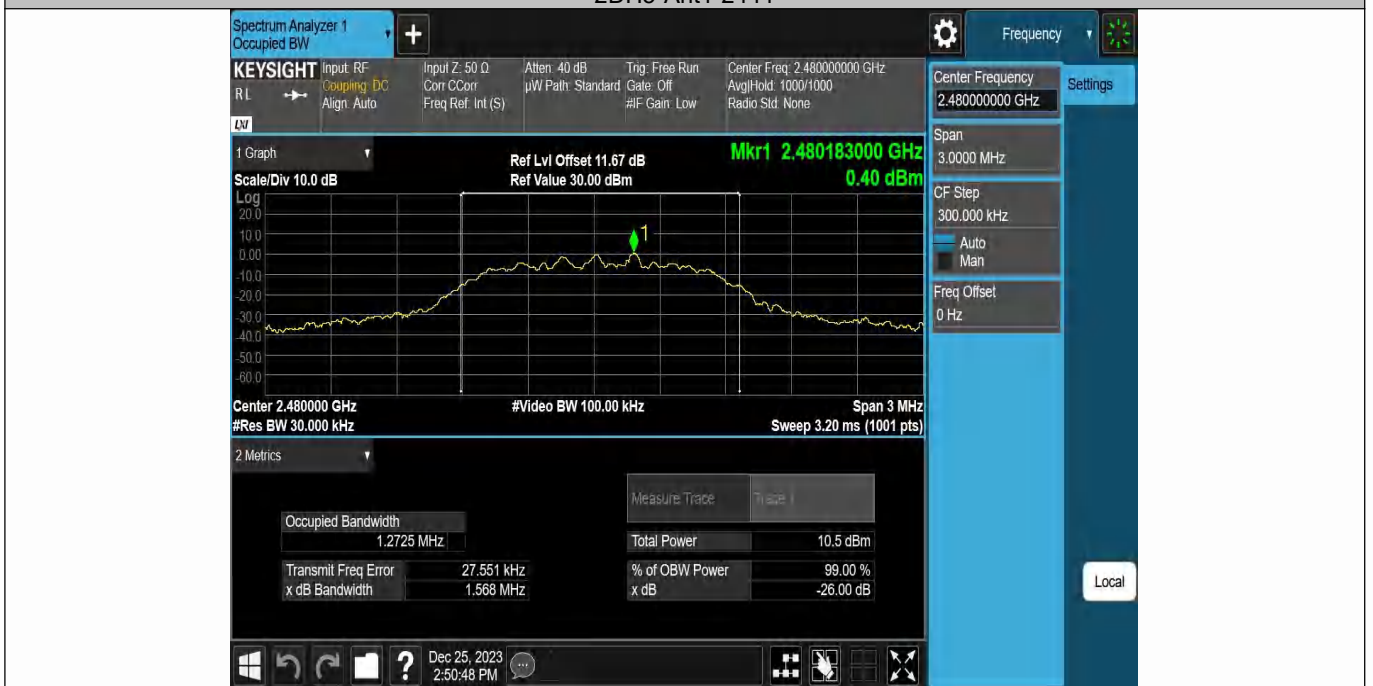 Spectrum Analyzer 1
Occupied BW
Frequency
KEYSIGHT Input: RF Input Z: 50 Ω Atten: 40 dB Trig: Free Run Center Freq: 2.480000000 GHz
RL Coupling: DC Corr CCorr µW Path: Standard Gate: Off Avg|Hold: 1000/1000
Align: Auto Freq Ref: Int (S) #IF Gain: Low Radio Std: None
LXI
Center Frequency
2.480000000 GHz
Settings
Span
3.0000 MHz
CF Step
300.000 kHz
Auto
Man
Freq Offset
0 Hz
1 Graph
Ref Lvl Offset 11.67 dB
Mkr1 2.480183000 GHz
Scale/Div 10.0 dB
Ref Value 30.00 dBm
0.40 dBm
Log
20.0
10.0
0.00
-10.0
-20.0
-30.0
-40.0
-50.0
-60.0
1
Center 2.480000 GHz #Video BW 100.00 kHz Span 3 MHz
#Res BW 30.000 kHz Sweep 3.20 ms (1001 pts)
2 Metrics
Measure Trace Trace 1
Occupied Bandwidth
1.2725 MHz
Total Power 10.5 dBm
Transmit Freq Error 27.551 kHz % of OBW Power 99.00 %
x dB Bandwidth 1.568 MHz x dB -26.00 dB
Local
? Dec 25, 2023
2:50:48 PM